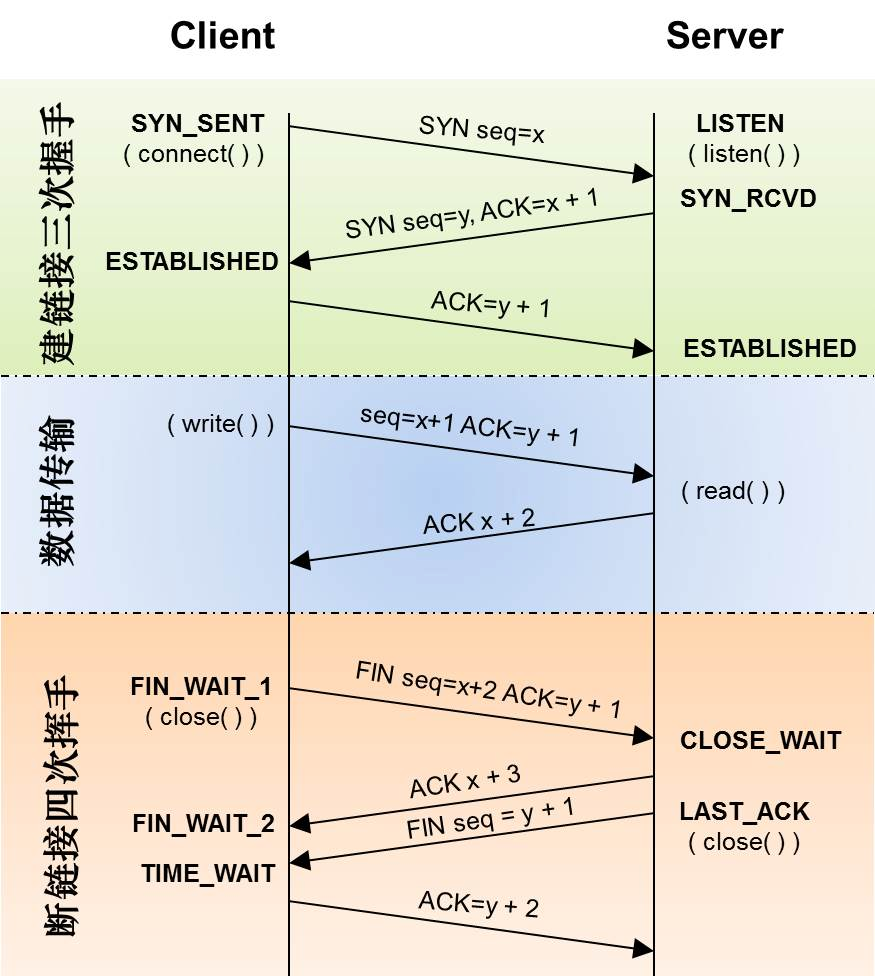 Client
Server
建链接三次握手
SYN_SENT
( connect( ) )
SYN seq=x
LISTEN
( listen( ) )
SYN_RCVD
SYN seq=y, ACK=x + 1
ESTABLISHED
ACK=y + 1
ESTABLISHED
数据传输
( write( ) )
seq=x+1 ACK=y + 1
( read( ) )
ACK x + 2
断链接四次挥手
FIN_WAIT_1
( close( ) )
FIN seq=x+2 ACK=y + 1
CLOSE_WAIT
ACK x + 3
FIN_WAIT_2
FIN seq = y + 1
LAST_ACK
( close( ) )
TIME_WAIT
ACK=y + 2